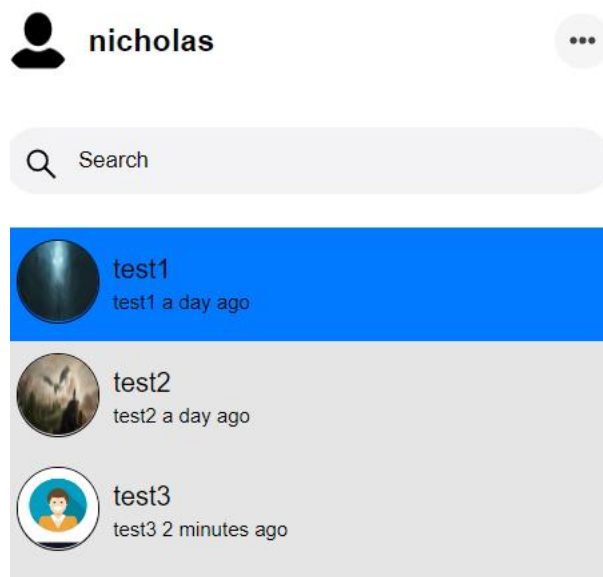 nicholas
Search
test1
test1 a day ago
test2
test2 a day ago
test3
test3 2 minutes ago